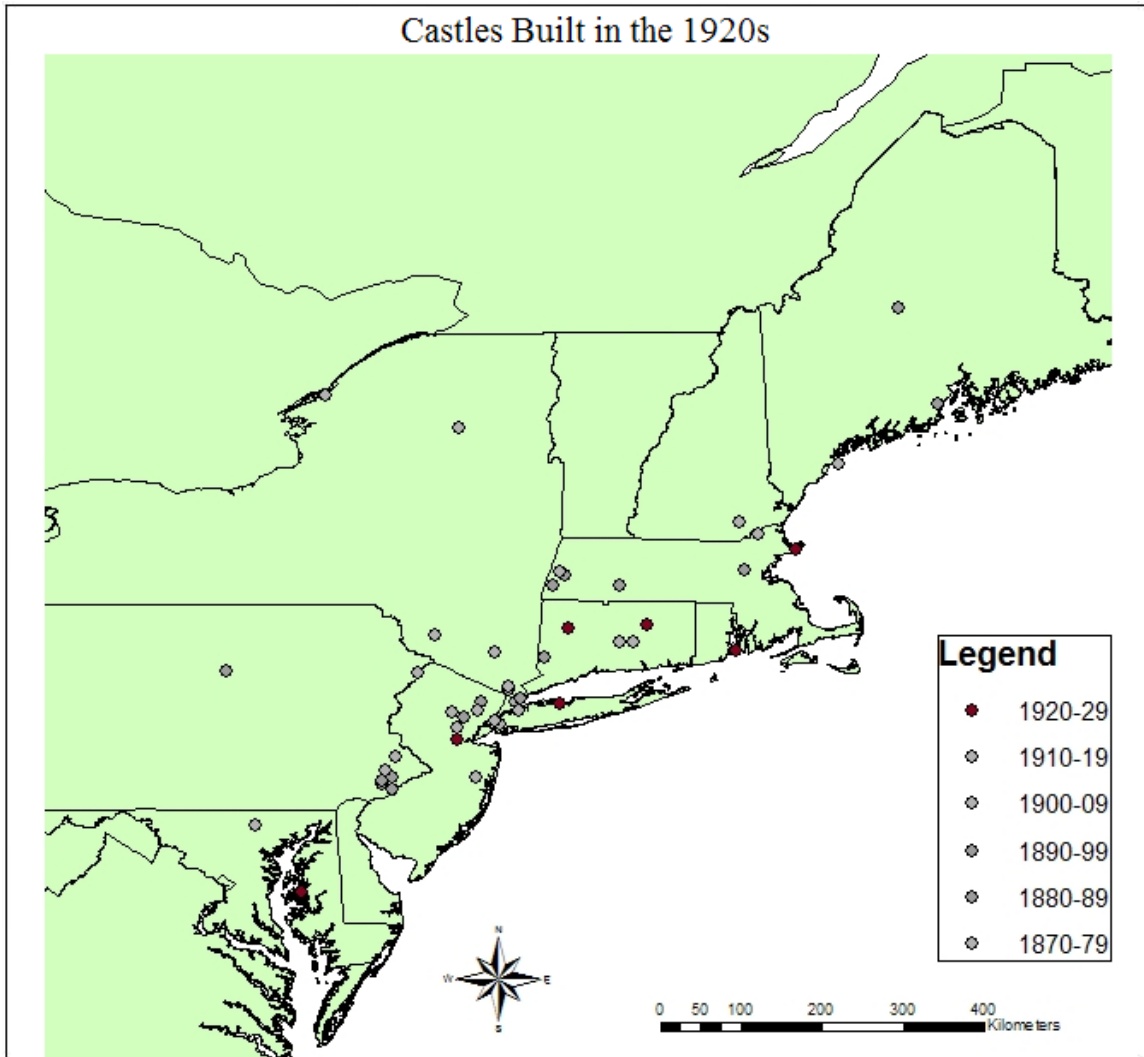 Castles Built in the 1920s
Legend
1920-29
1910-19
1900-09
1890-99
1880-89
1870-79
N
W E
S
0 50 100 200 300 400
Kilometers